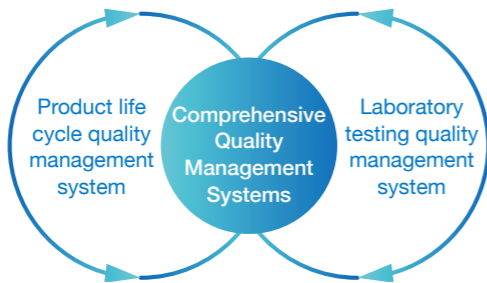 Product life
cycle quality
management
system
Comprehensive
Quality
Management
Systems
Laboratory
testing quality
management
system